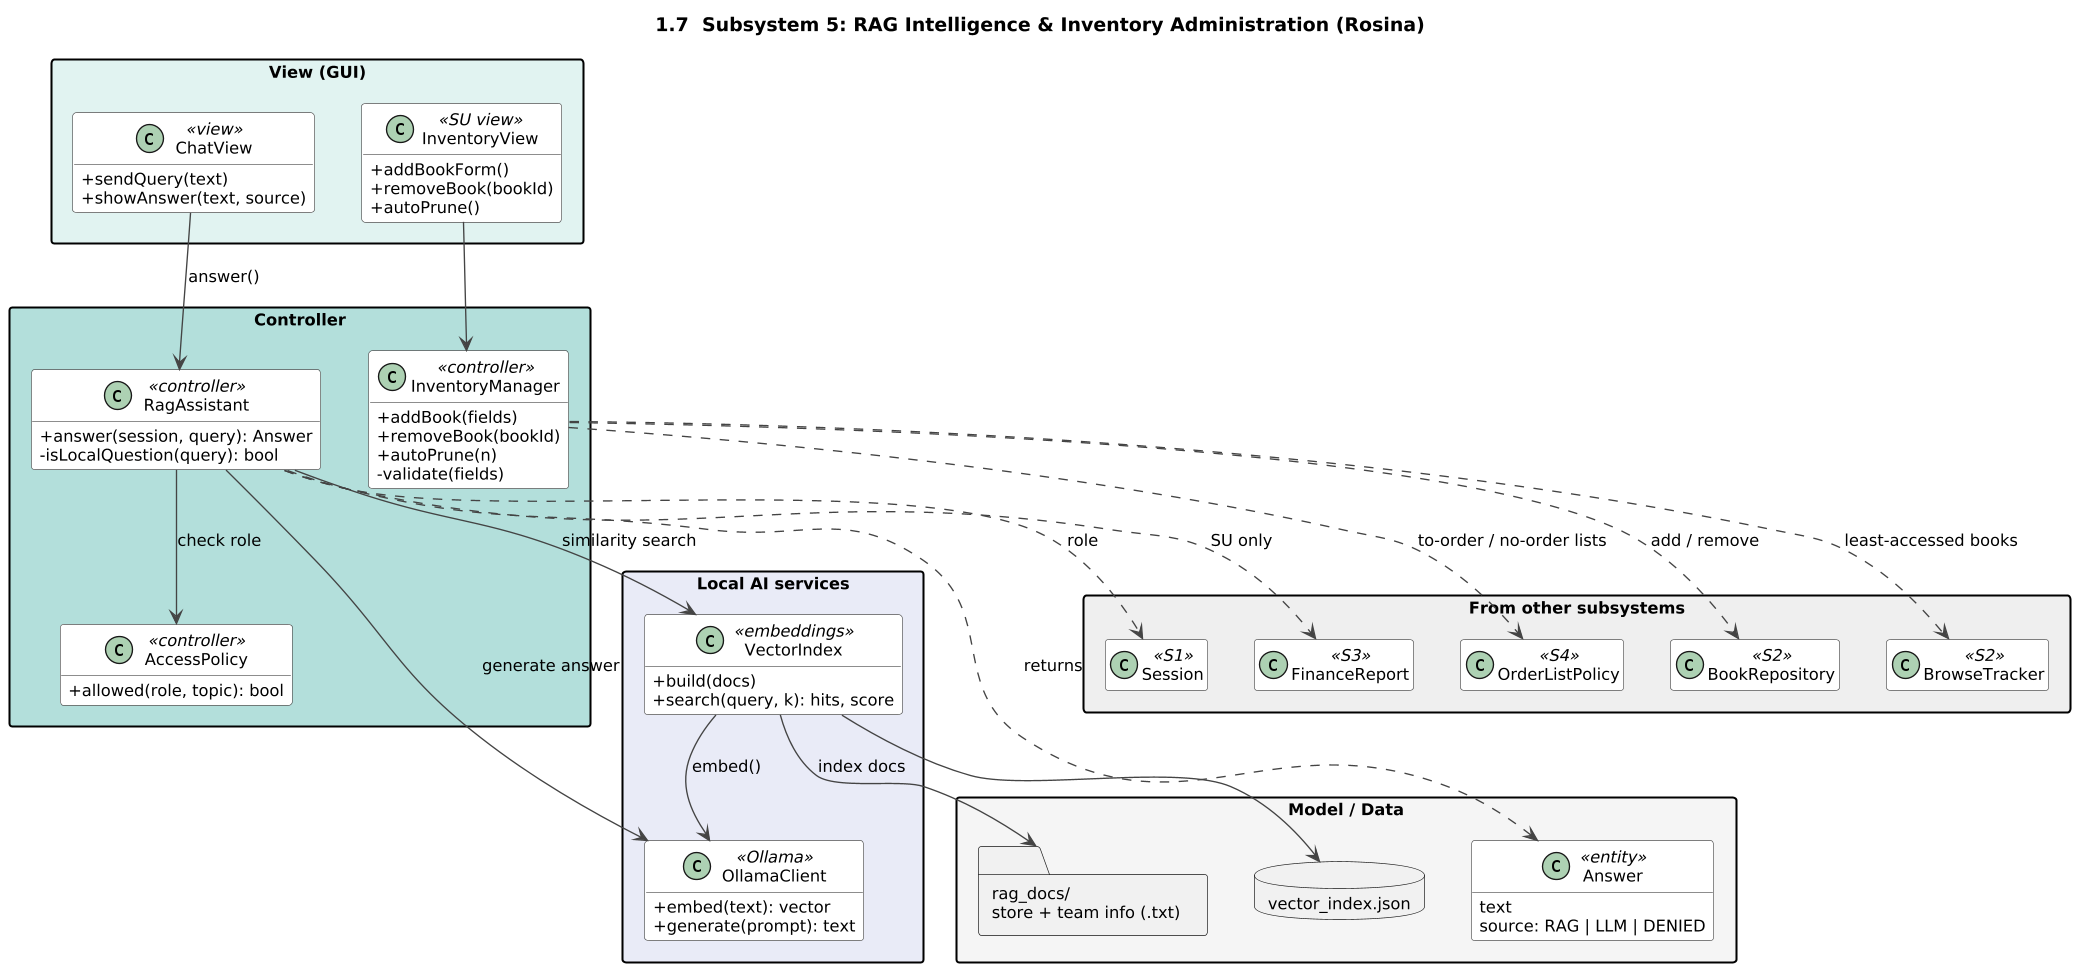 1.7  Subsystem 5: RAG Intelligence & Inventory Administration (Rosina)
View (GUI)
C
«view»
ChatView
+sendQuery(text)
+showAnswer(text, source)
C
«SU view»
InventoryView
+addBookForm()
+removeBook(bookId)
+autoPrune()
answer()
Controller
C
«controller»
RagAssistant
+answer(session, query): Answer
-isLocalQuestion(query): bool
C
«controller»
InventoryManager
+addBook(fields)
+removeBook(bookId)
+autoPrune(n)
-validate(fields)
check role
similarity search
role
SU only
to-order / no-order lists
add / remove
least-accessed books
C
«controller»
AccessPolicy
+allowed(role, topic): bool
generate answer
Local AI services
C
«embeddings»
VectorIndex
+build(docs)
+search(query, k): hits, score
returns
From other subsystems
C
«S1»
Session
C
«S3»
FinanceReport
C
«S4»
OrderListPolicy
C
«S2»
BookRepository
C
«S2»
BrowseTracker
embed()
index docs
C
«Ollama»
OllamaClient
+embed(text): vector
+generate(prompt): text
Model / Data
rag_docs/
store + team info (.txt)
vector_index.json
C
«entity»
Answer
text
source: RAG | LLM | DENIED